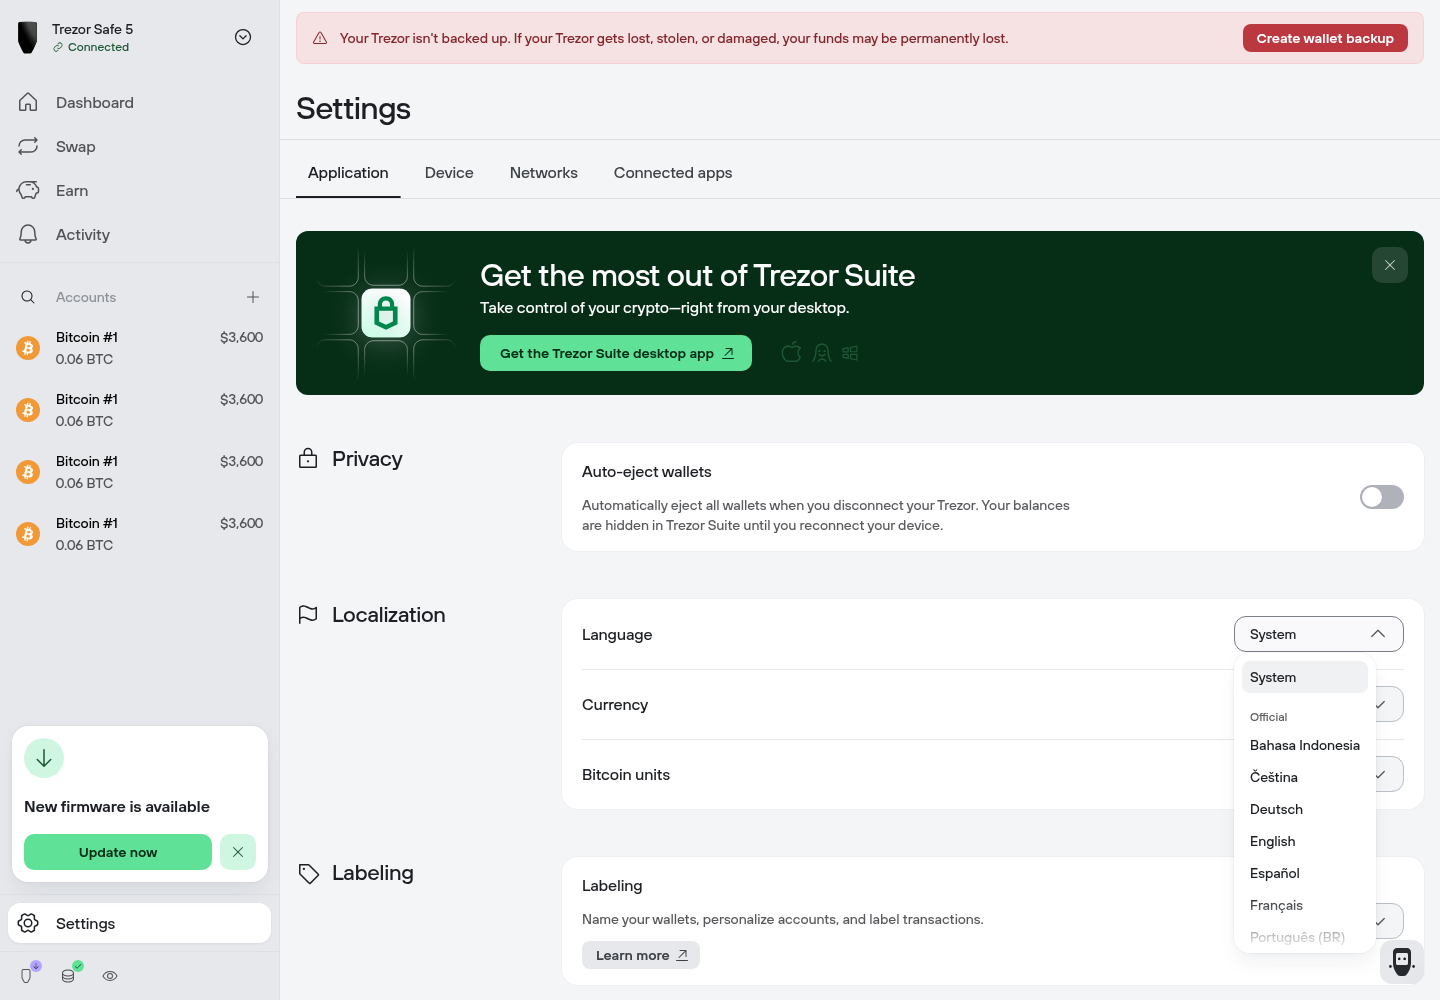 Trezor Safe 5
Connected
Dashboard
Swap
Earn
Activity
Accounts
Bitcoin #1 $3,600
0.06 BTC
Bitcoin #1 $3,600
0.06 BTC
Bitcoin #1 $3,600
0.06 BTC
Bitcoin #1 $3,600
0.06 BTC
New firmware is available
Update now
Settings
Your Trezor isn't backed up. If your Trezor gets lost, stolen, or damaged, your funds may be permanently lost.
Create wallet backup
Settings
Application Device Networks Connected apps
Get the most out of Trezor Suite
Take control of your crypto—right from your desktop.
Get the Trezor Suite desktop app
Privacy
Auto-eject wallets
Automatically eject all wallets when you disconnect your Trezor. Your balances
are hidden in Trezor Suite until you reconnect your device.
Localization
Language
System
Currency
Bitcoin units
System
Official
Bahasa Indonesia
Čeština
Deutsch
English
Español
Français
Português (BR)
Labeling
Labeling
Name your wallets, personalize accounts, and label transactions.
Learn more